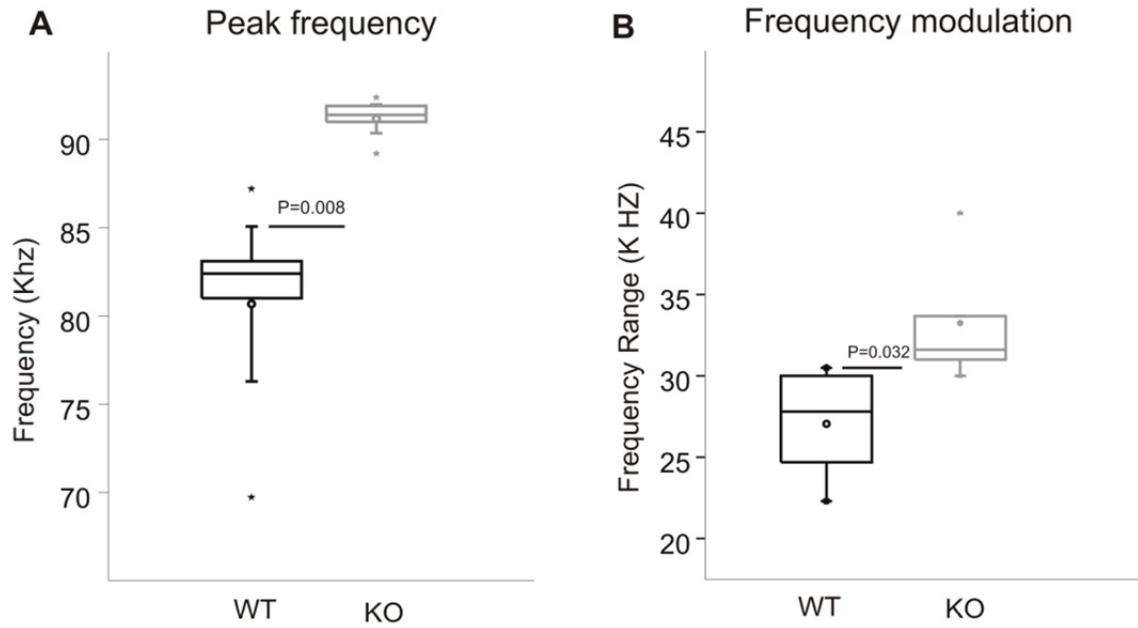 A Peak frequency
Frequency (Khz)
90
85
80
75
70
P=0.008
WT KO
B Frequency modulation
Frequency Range (K HZ)
45
40
35
30
25
20
P=0.032
WT KO